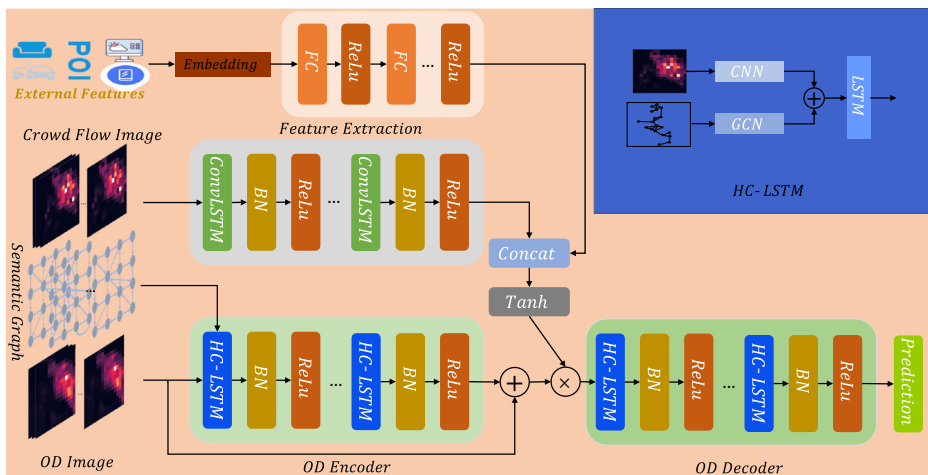 POI
External Features
Embedding
FC
ReLu
FC
...
ReLu
Feature Extraction
CNN
GCN
LSTM
HC-LSTM
Crowd Flow Image
...
ConvLSTM
BN
ReLu
...
ConvLSTM
BN
ReLu
Concat
Tanh
Semantic Graph
...
HC-LSTM
BN
ReLu
...
HC-LSTM
BN
ReLu
+
×
HC-LSTM
BN
ReLu
...
HC-LSTM
BN
ReLu
Prediction
...
OD Image
OD Encoder
OD Decoder